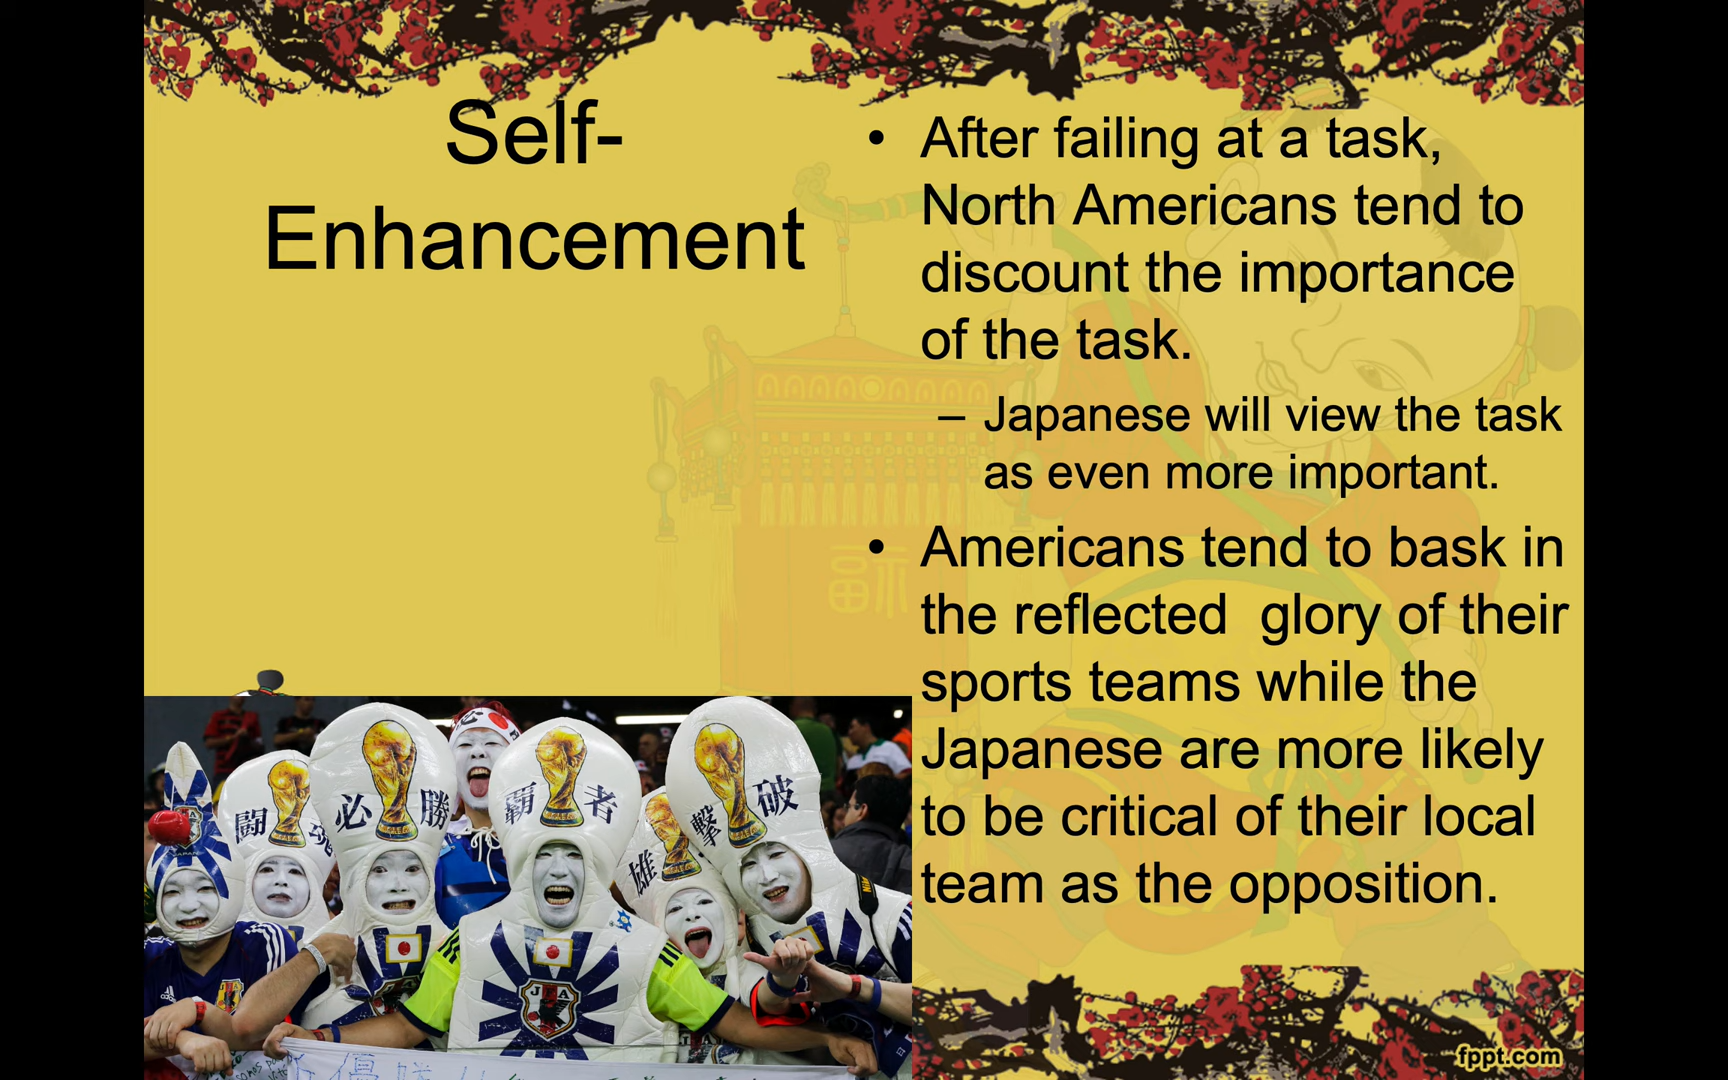 Self-
Enhancement
• After failing at a task,
North Americans tend to
discount the importance
of the task.
– Japanese will view the task
as even more important.
• Americans tend to bask in
the reflected glory of their
sports teams while the
Japanese are more likely
to be critical of their local
team as the opposition.
福
闘魂
必勝
覇者
雄
撃破
JFA
fppt.com